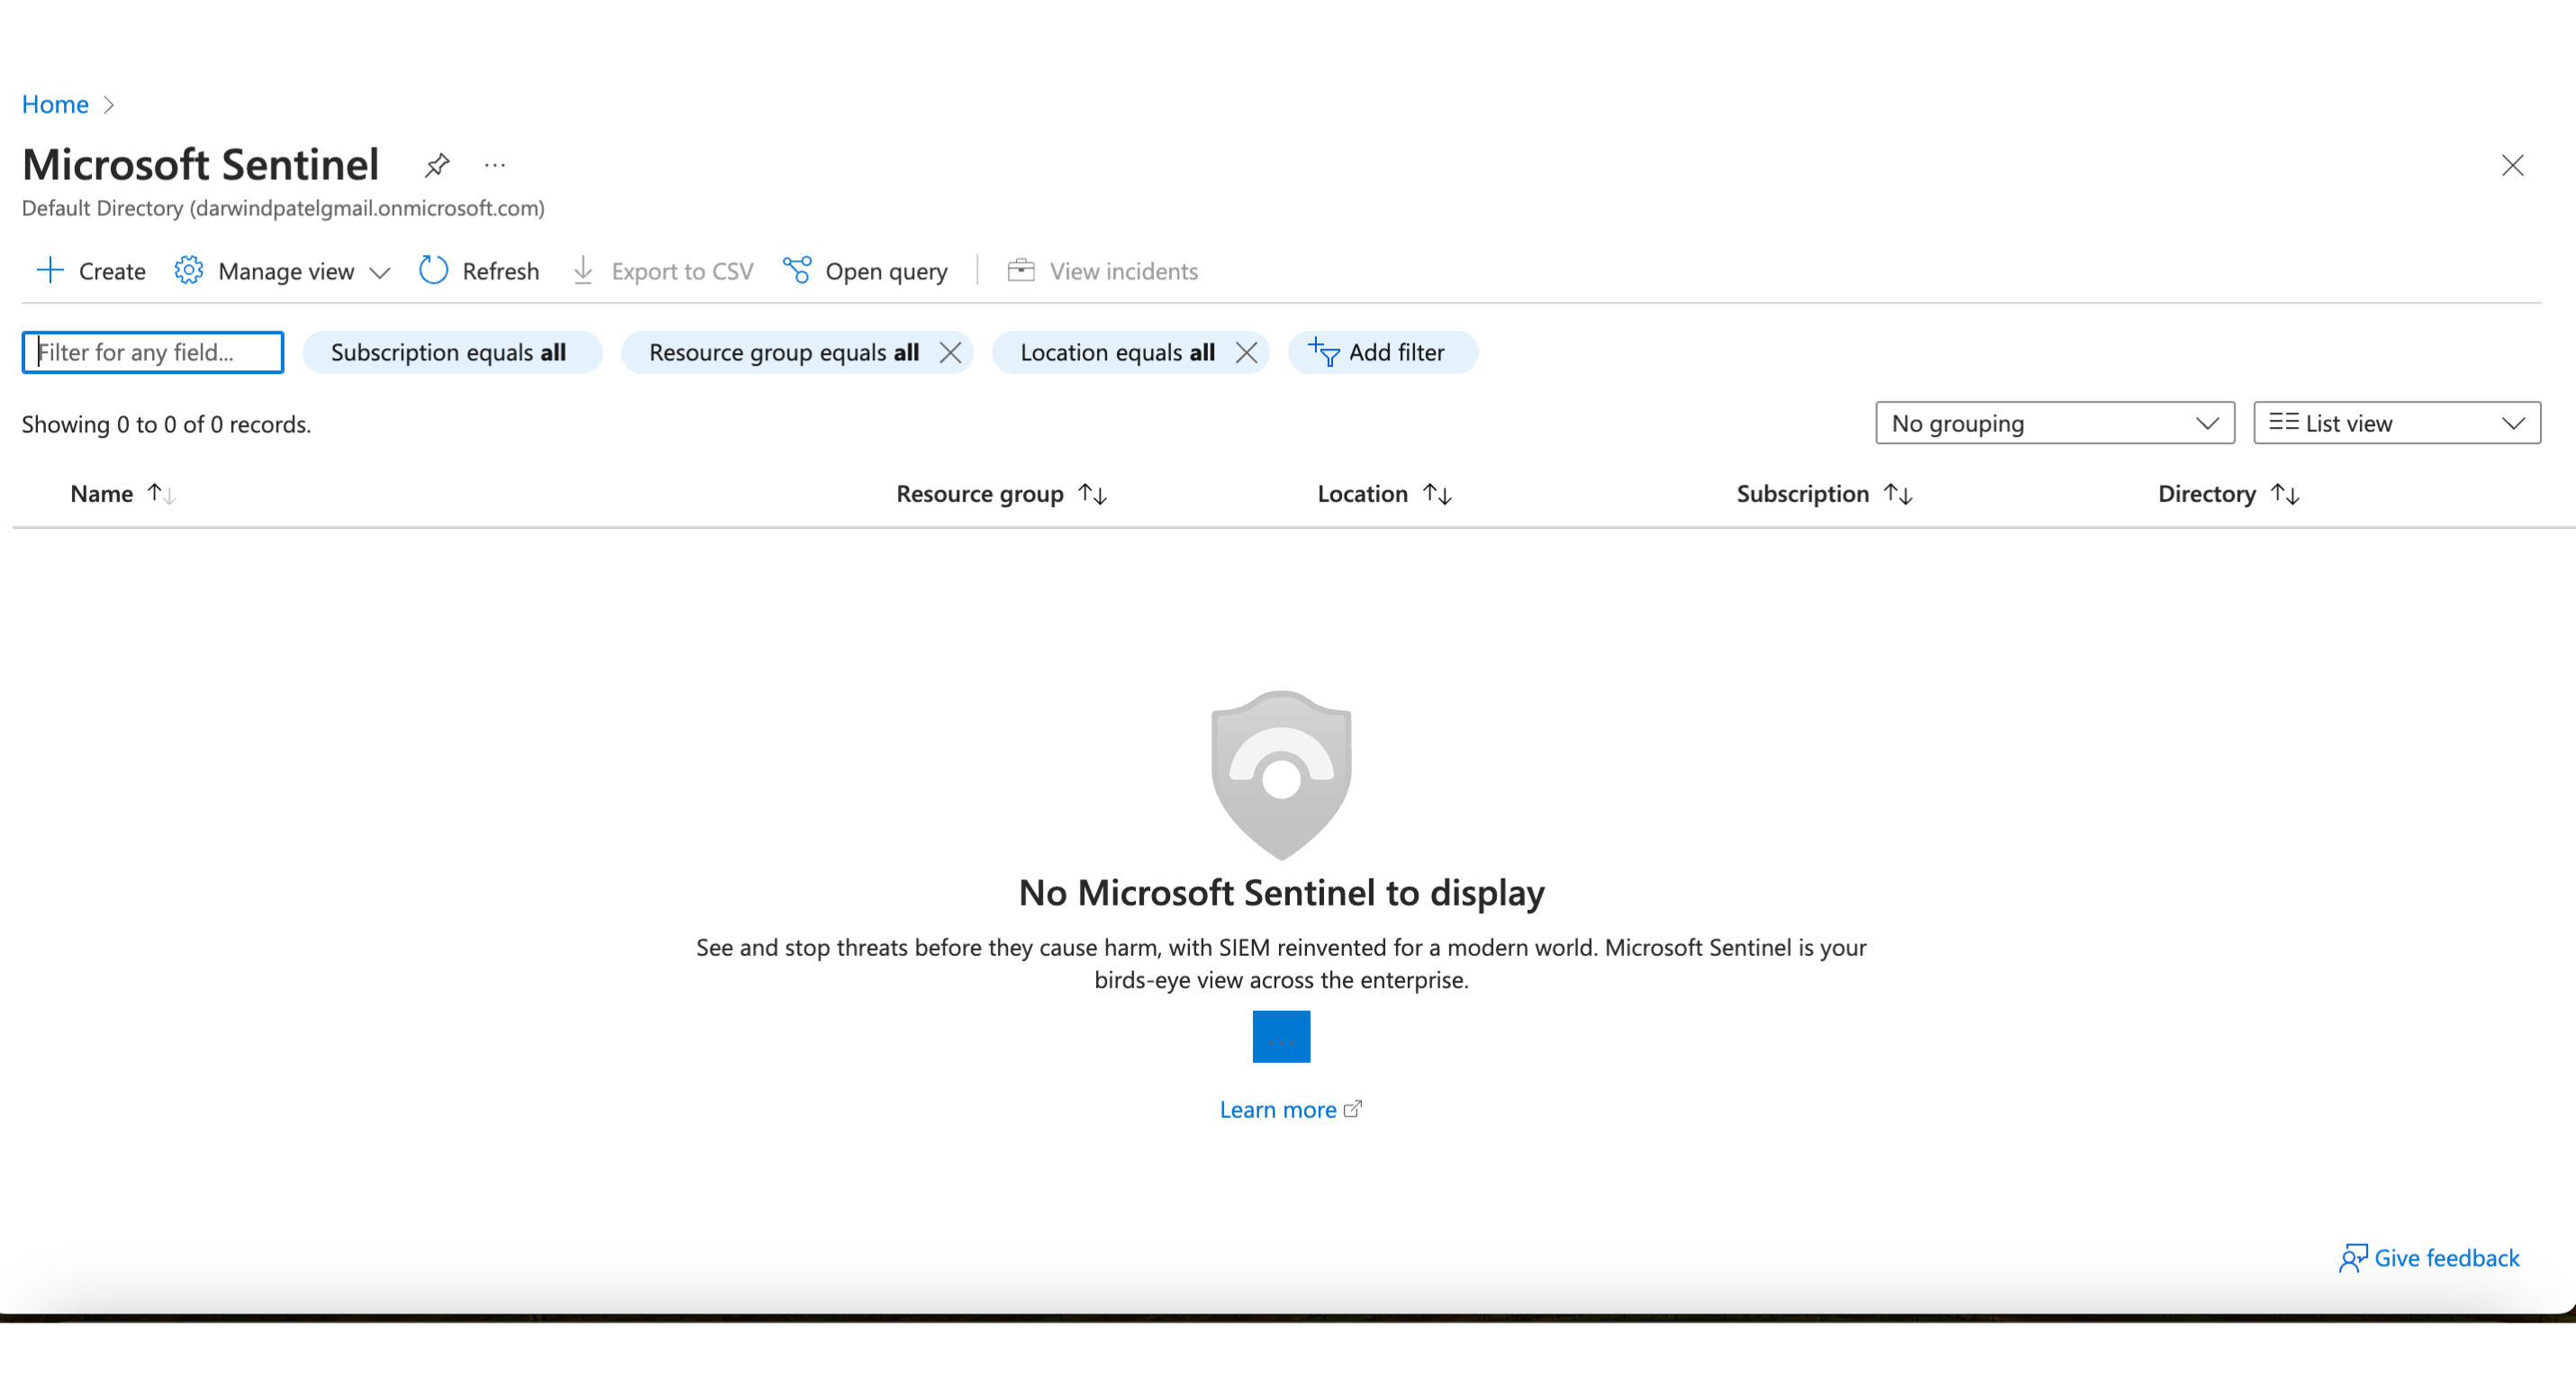 Home
Microsoft Sentinel ...
Default Directory (darwindpatelgmail.onmicrosoft.com)
Create Manage view Refresh Export to CSV Open query View incidents
Filter for any field... Subscription equals all Resource group equals all Location equals all Add filter
Showing 0 to 0 of 0 records. No grouping List view
Name Resource group Location Subscription Directory
No Microsoft Sentinel to display
See and stop threats before they cause harm, with SIEM reinvented for a modern world. Microsoft Sentinel is your
birds-eye view across the enterprise.
...
Learn more
Give feedback